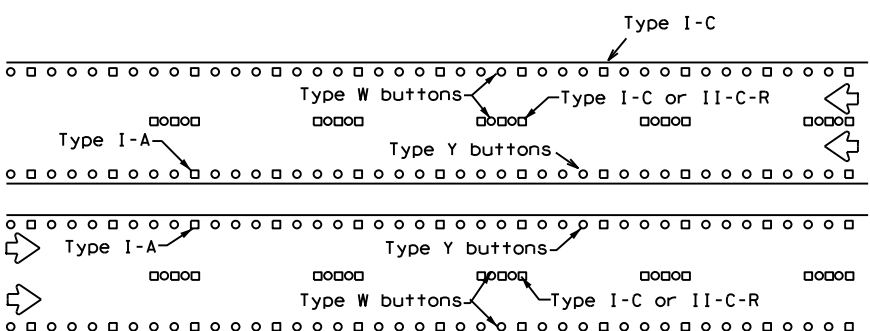 Type I-C
Type W buttons
Type I-C or II-C-R
Type I-A
Type Y buttons
Type I-A
Type Y buttons
Type W buttons
Type I-C or II-C-R